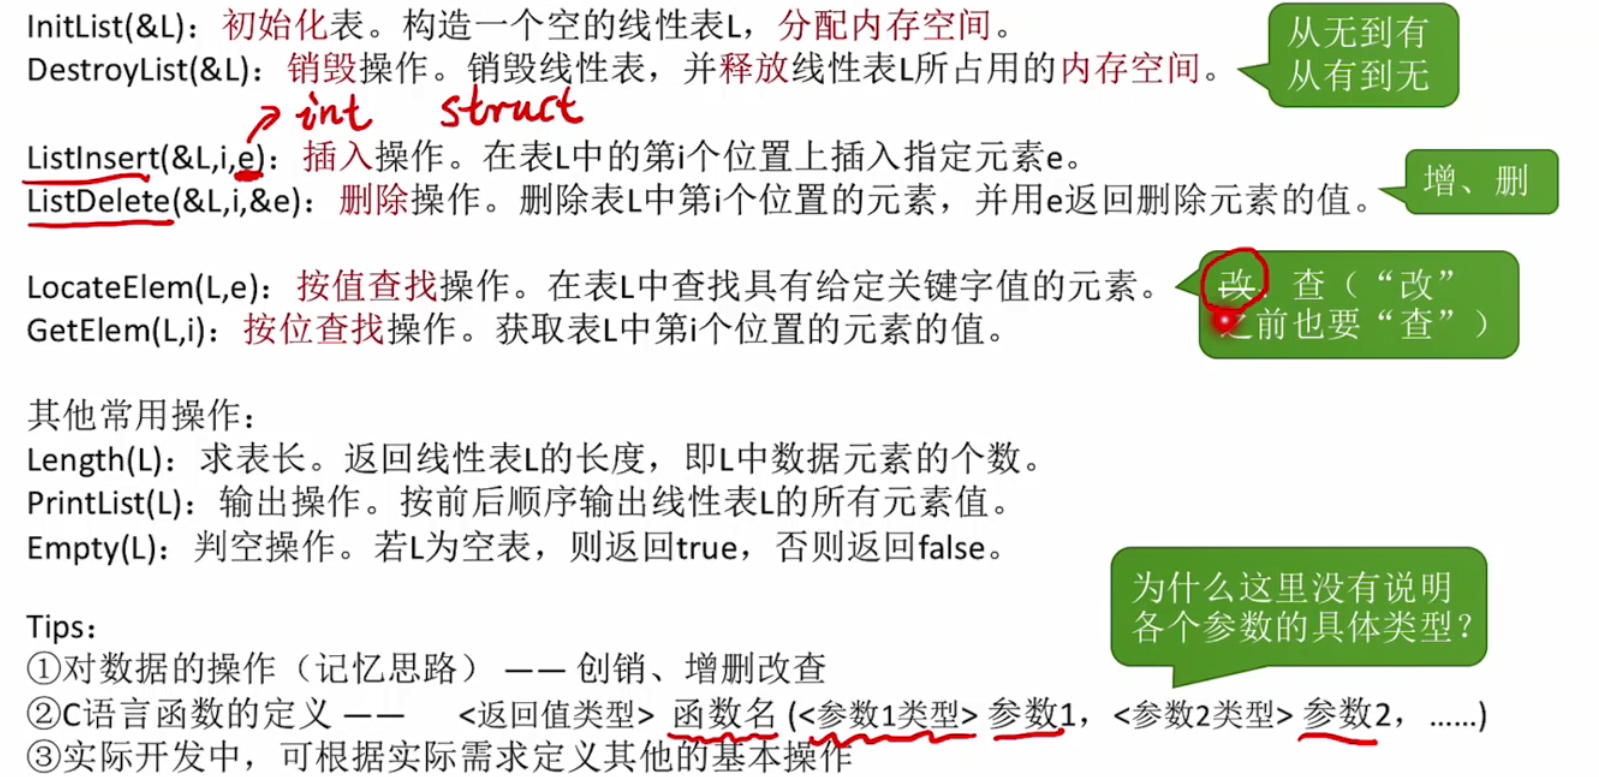 InitList(&L)：初始化表。构造一个空的线性表L，分配内存空间。
DestroyList(&L)：销毁操作。销毁线性表，并释放线性表L所占用的内存空间。
从无到有
从有到无
int struct
ListInsert(&L,i,e)：插入操作。在表L中的第i个位置上插入指定元素e。
ListDelete(&L,i,&e)：删除操作。删除表L中第i个位置的元素，并用e返回删除元素的值。
增、删
LocateElem(L,e)：按值查找操作。在表L中查找具有给定关键字值的元素。
GetElem(L,i)：按位查找操作。获取表L中第i个位置的元素的值。
改、查（“改”
之前也要“查”）
其他常用操作：
Length(L)：求表长。返回线性表L的长度，即L中数据元素的个数。
PrintList(L)：输出操作。按前后顺序输出线性表L的所有元素值。
Empty(L)：判空操作。若L为空表，则返回true，否则返回false。
为什么这里没有说明
各个参数的具体类型？
Tips：
①对数据的操作（记忆思路） —— 创销、增删改查
②C语言函数的定义 —— <返回值类型> 函数名 (<参数1类型> 参数1，<参数2类型> 参数2，……)
③实际开发中，可根据实际需求定义其他的基本操作